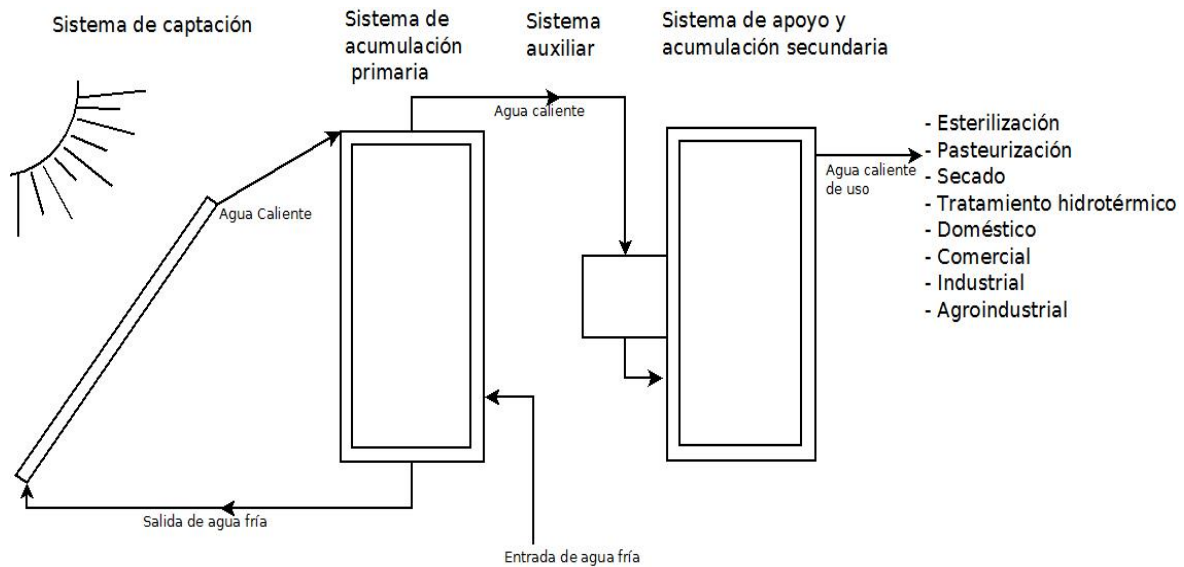 Sistema de captación
Sistema de
acumulación
primaria
Sistema
auxiliar
Sistema de apoyo y
acumulación secundaria
Agua caliente
Agua Caliente
Agua caliente
de uso
- Esterilización
- Pasteurización
- Secado
- Tratamiento hidrotérmico
- Doméstico
- Comercial
- Industrial
- Agroindustrial
Salida de agua fría
Entrada de agua fría